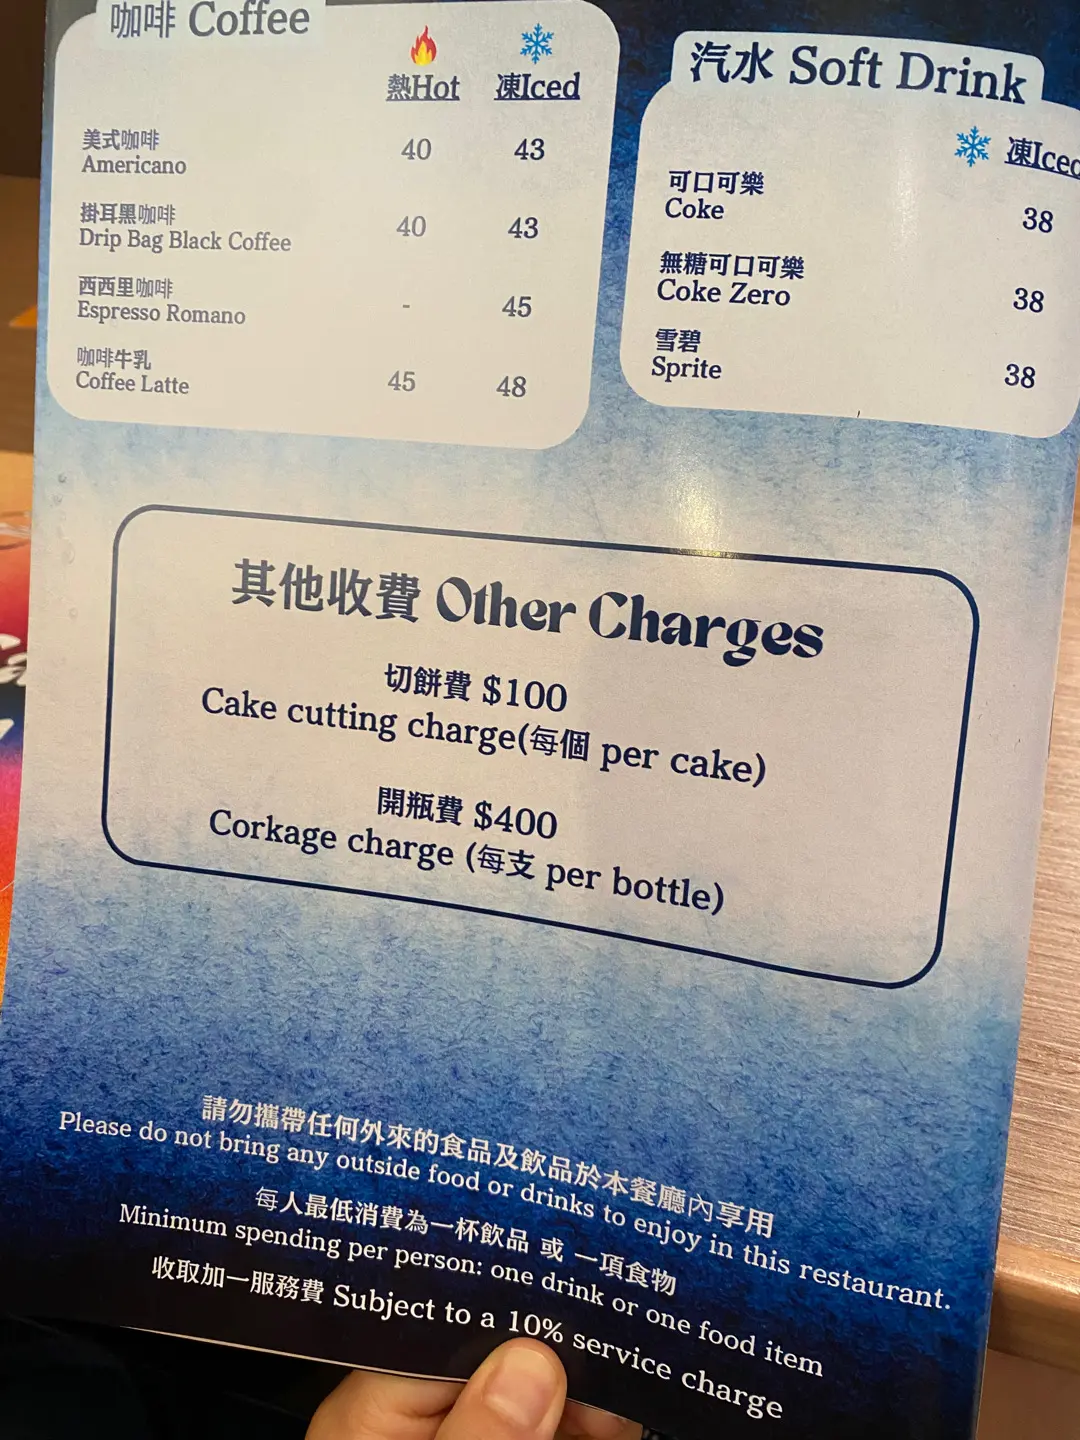 咖啡 Coffee
熱Hot 凍Iced
美式咖啡
Americano 40 43
掛耳黑咖啡
Drip Bag Black Coffee 40 43
西西里咖啡
Espresso Romano - 45
咖啡牛乳
Coffee Latte 45 48
汽水 Soft Drink
凍Iced
可口可樂
Coke 38
無糖可口可樂
Coke Zero 38
雪碧
Sprite 38
其他收費 Other Charges
切餅費 $100
Cake cutting charge(每個 per cake)
開瓶費 $400
Corkage charge (每支 per bottle)
請勿攜帶任何外來的食品及飲品於本餐廳內享用
Please do not bring any outside food or drinks to enjoy in this restaurant.
每人最低消費為一杯飲品 或 一項食物
Minimum spending per person: one drink or one food item
收取加一服務費 Subject to a 10% service charge